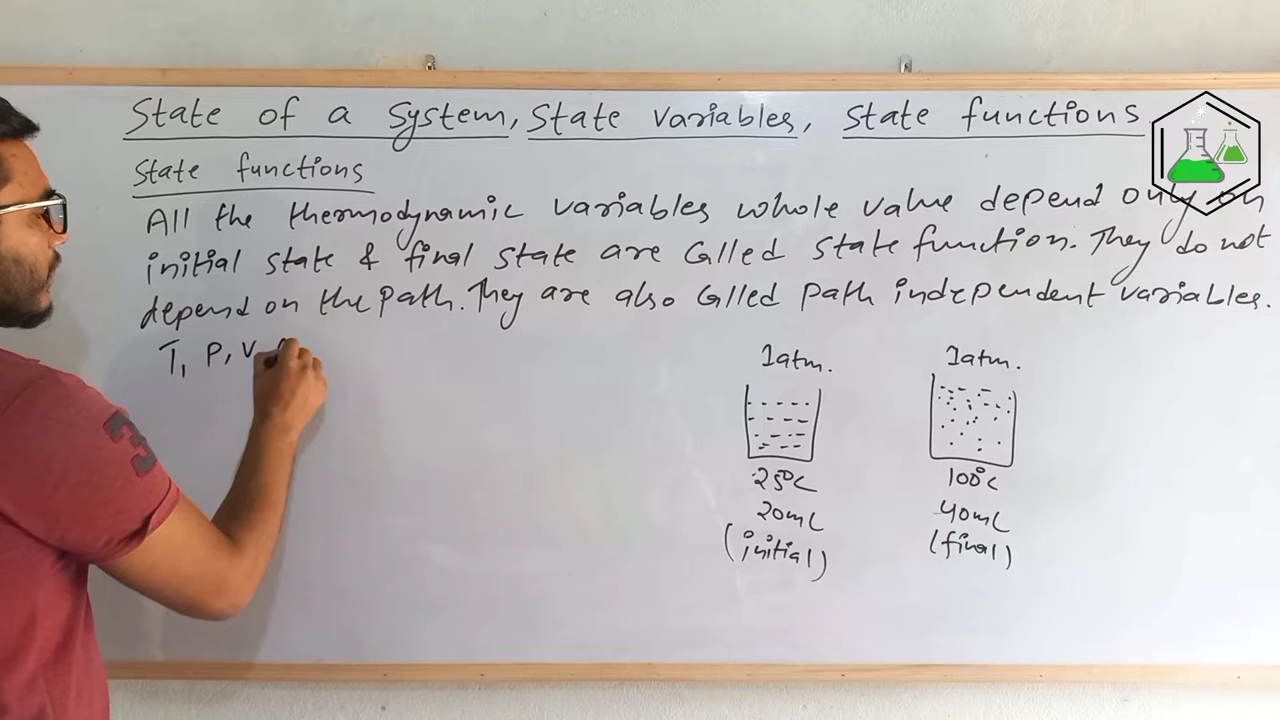 State of a System, State Variables, State functions
State functions
All the thermodynamic variables whole value depend only on
initial state & final state are Called State function. They do not
depend on the path. They are also Called path independent variables.
T, P, V
1atm. 1atm.
25°C 100°C
20mL 40mL
(initial) (final)
3